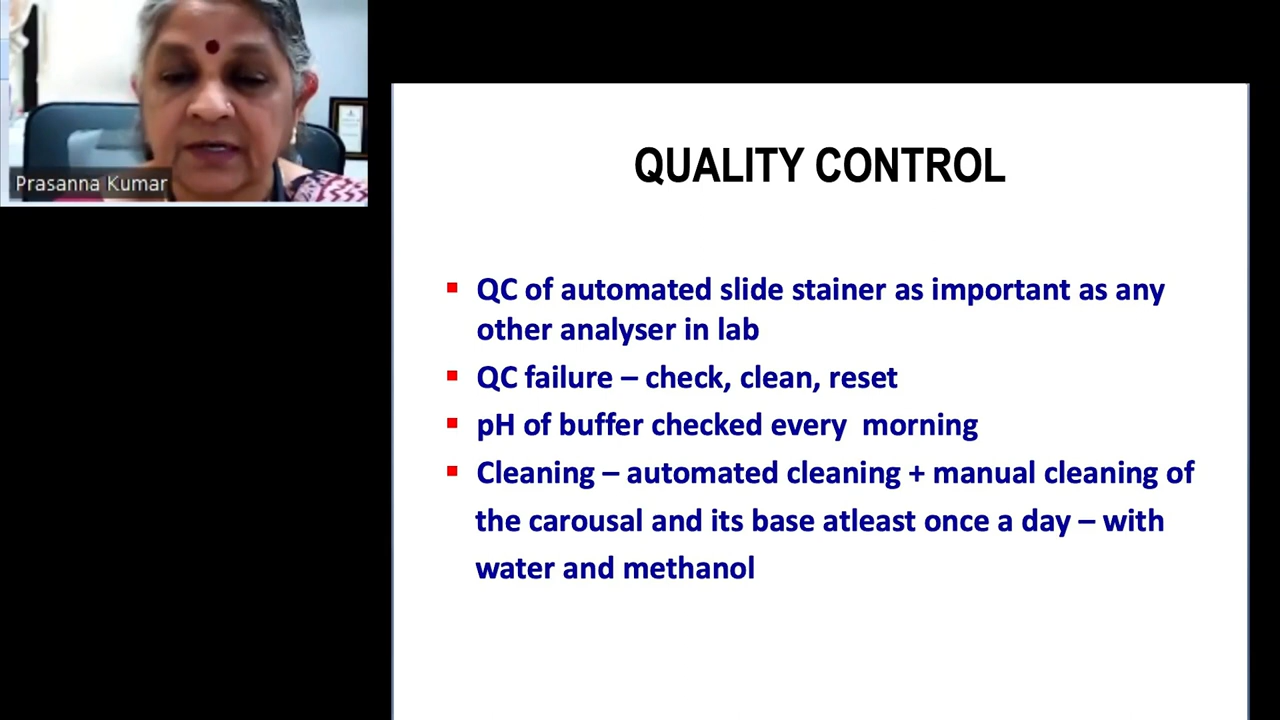 Prasanna Kumar
QUALITY CONTROL
QC of automated slide stainer as important as any
other analyser in lab
QC failure – check, clean, reset
pH of buffer checked every  morning
Cleaning – automated cleaning + manual cleaning of
the carousal and its base atleast once a day – with
water and methanol